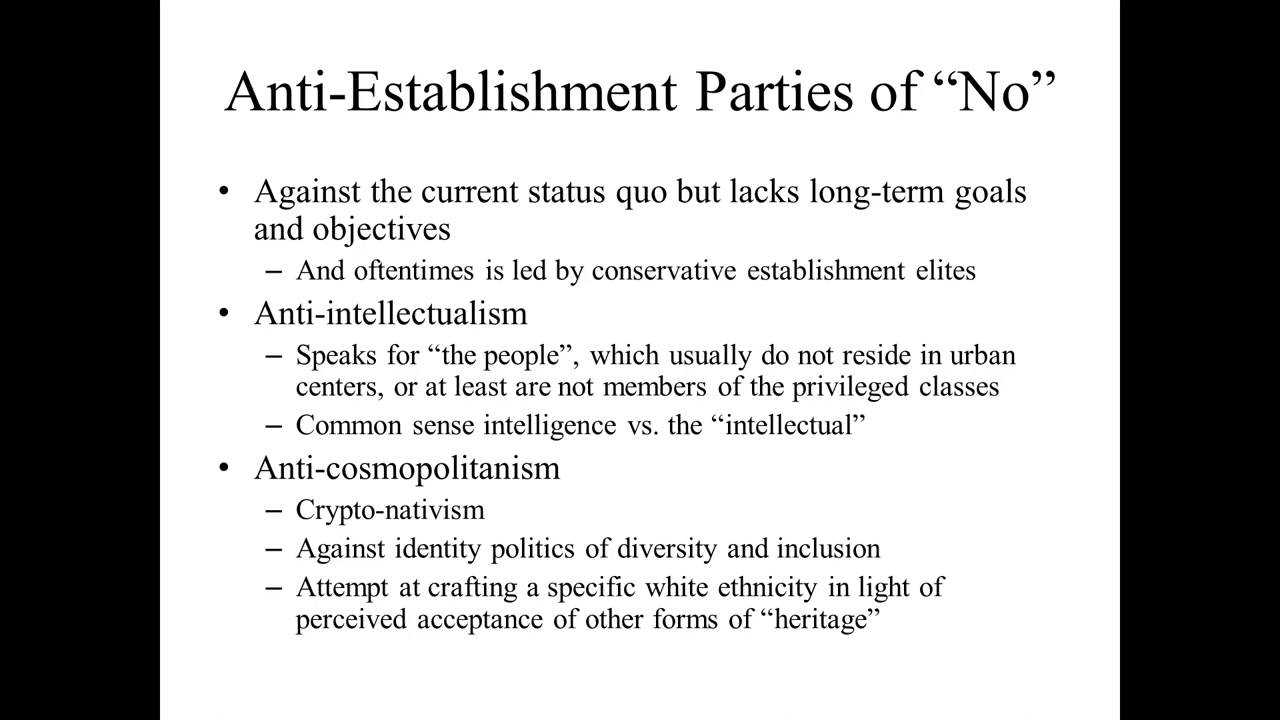 Anti-Establishment Parties of “No”
• Against the current status quo but lacks long-term goals
and objectives
– And oftentimes is led by conservative establishment elites
• Anti-intellectualism
– Speaks for “the people”, which usually do not reside in urban
centers, or at least are not members of the privileged classes
– Common sense intelligence vs. the “intellectual”
• Anti-cosmopolitanism
– Crypto-nativism
– Against identity politics of diversity and inclusion
– Attempt at crafting a specific white ethnicity in light of
perceived acceptance of other forms of “heritage”